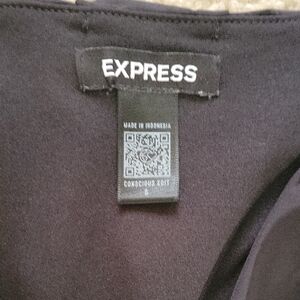 EXPRESS
MADE IN INDONESIA
CONSCIOUS EDIT
S